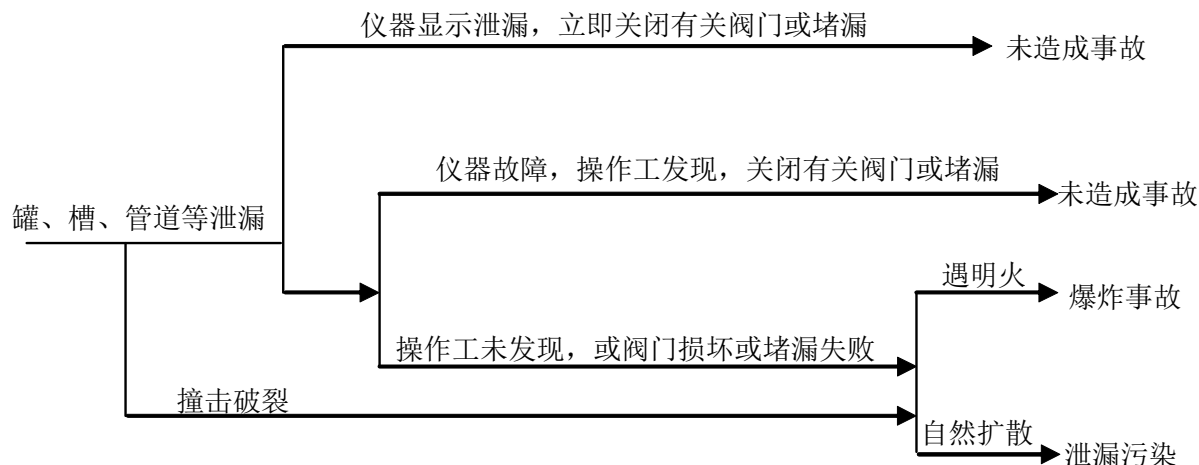 仪器显示泄漏，立即关闭有关阀门或堵漏
未造成事故
仪器故障，操作工发现，关闭有关阀门或堵漏
未造成事故
罐、槽、管道等泄漏
遇明火
爆炸事故
操作工未发现，或阀门损坏或堵漏失败
撞击破裂
自然扩散
泄漏污染